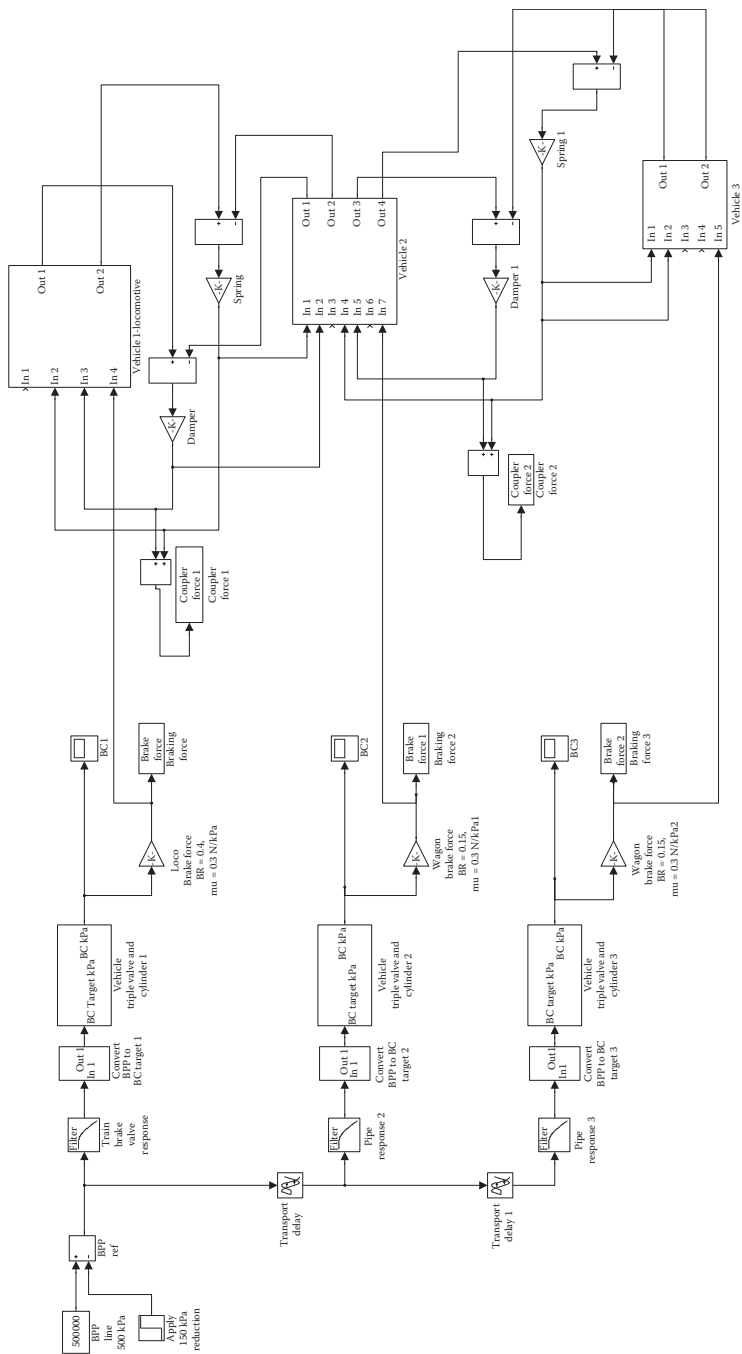 500000
BPP
line
500 kPa
Apply
150 kPa
reduction
+
−
BPP
ref
Filter
Train
brake
valve
response
Out 1
In 1
Convert
BPP to
BC target 1
BC Target kPa
BC kPa
Vehicle
triple valve and
cylinder 1
-K-
Loco
Brake force
BR = 0.4,
mu = 0.3 N/kPa
BC1
Brake
force
Braking
force
+
+
Coupler
force 1
Coupler
force 1
In 1
In 2
In 3
In 4
Out 1
Out 2
Vehicle 1-locomotive
-K-
Damper
+
−
-K-
Spring
+
−
Transport
delay
Filter
Pipe
response 2
Out 1
In 1
Convert
BPP to BC
target 2
BC target kPa
BC kPa
Vehicle
triple valve and
cylinder 2
-K-
Wagon
brake force
BR = 0.15,
mu = 0.3 N/kPa1
BC2
Brake
force 1
Braking
force 2
In 1
In 2
In 3
In 4
In 5
In 6
In 7
Out 1
Out 2
Out 3
Out 4
Vehicle 2
+
+
Coupler
force 2
Coupler
force 2
-K-
Damper 1
+
−
-K-
Spring 1
+
−
Transport
delay 1
Filter
Pipe
response 3
Out1
In1
Convert
BPP to BC
target 3
BC target kPa
BC kPa
Vehicle
triple valve and
cylinder 3
-K-
Wagon
brake force
BR = 0.15,
mu = 0.3 N/kPa2
BC3
Brake
force 2
Braking
force 3
In 1
In 2
In 3
In 4
In 5
Out 1
Out 2
Vehicle 3